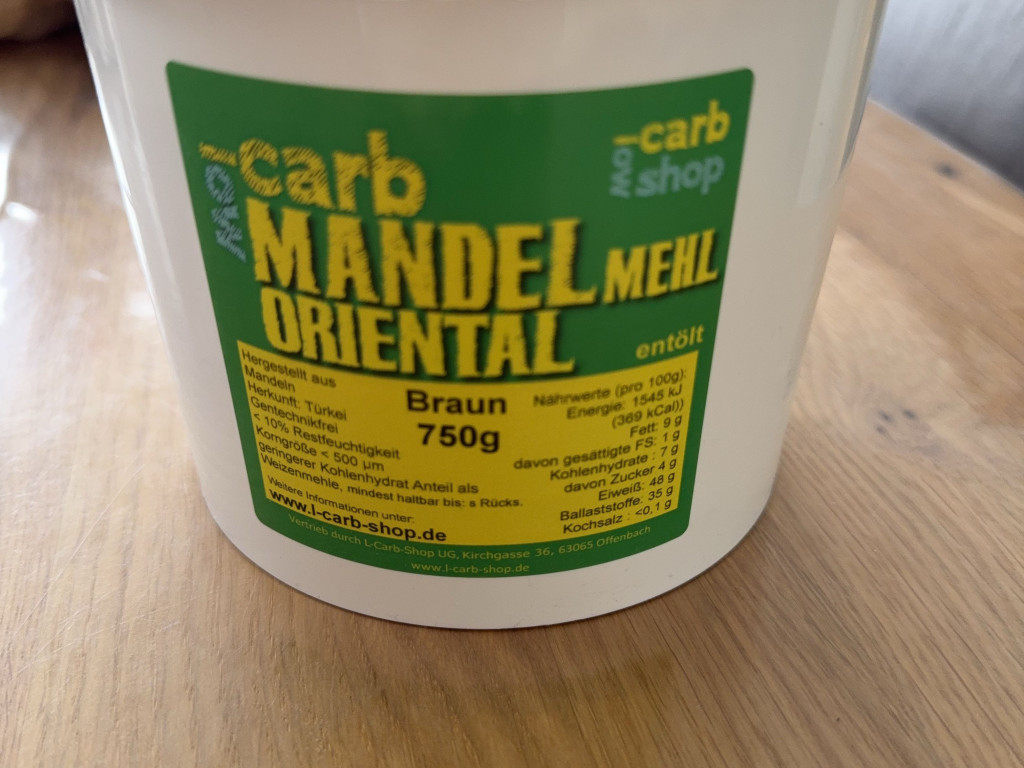 carb
shop
low
carb
low
MANDEL MEHL
ORIENTAL
entölt
Hergestellt aus
Mandeln
Herkunft: Türkei
Gentechnikfrei
< 10% Restfeuchtigkeit
Korngröße < 500 µm
geringerer Kohlenhydrat Anteil als
Weizenmehle, mindest haltbar bis: s Rücks.
Weitere Informationen unter:
www.l-carb-shop.de
Braun
750g
Nährwerte (pro 100g):
Energie: 1545 kJ
(369 kCal))
Fett: 9 g
davon gesättigte FS: 1 g
Kohlenhydrate : 7 g
davon Zucker 4 g
Eiweiß: 48 g
Ballaststoffe: 35 g
Kochsalz : <0,1 g
Vertrieb durch L-Carb-Shop UG, Kirchgasse 36, 63065 Offenbach
www.l-carb-shop.de